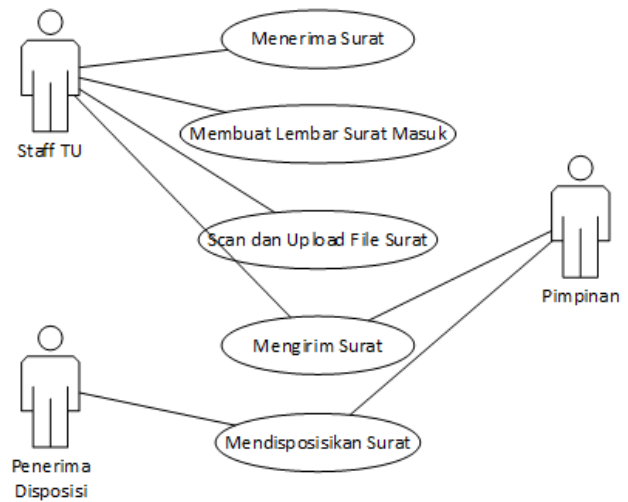 Menerima Surat
Membuat Lembar Surat Masuk
Staff TU
Scan dan Upload File Surat
Pimpinan
Mengirim Surat
Mendisposisikan Surat
Penerima
Disposisi